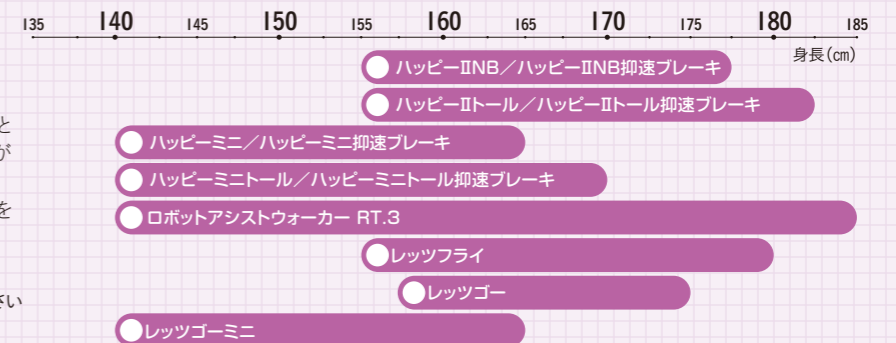 135 140 145 150 155 160 165 170 175 180 185
身長(㎝)
ハッピーⅡNB／ハッピーⅡNB抑速ブレーキ
ハッピーⅡトール／ハッピーⅡトール抑速ブレーキ
と
ハッピーミニ／ハッピーミニ抑速ブレーキ
が
ハッピーミニトール／ハッピーミニトール抑速ブレーキ
を
ロボットアシストウォーカー RT.3
レッツフライ
レッツゴー
さい
レッツゴーミニ